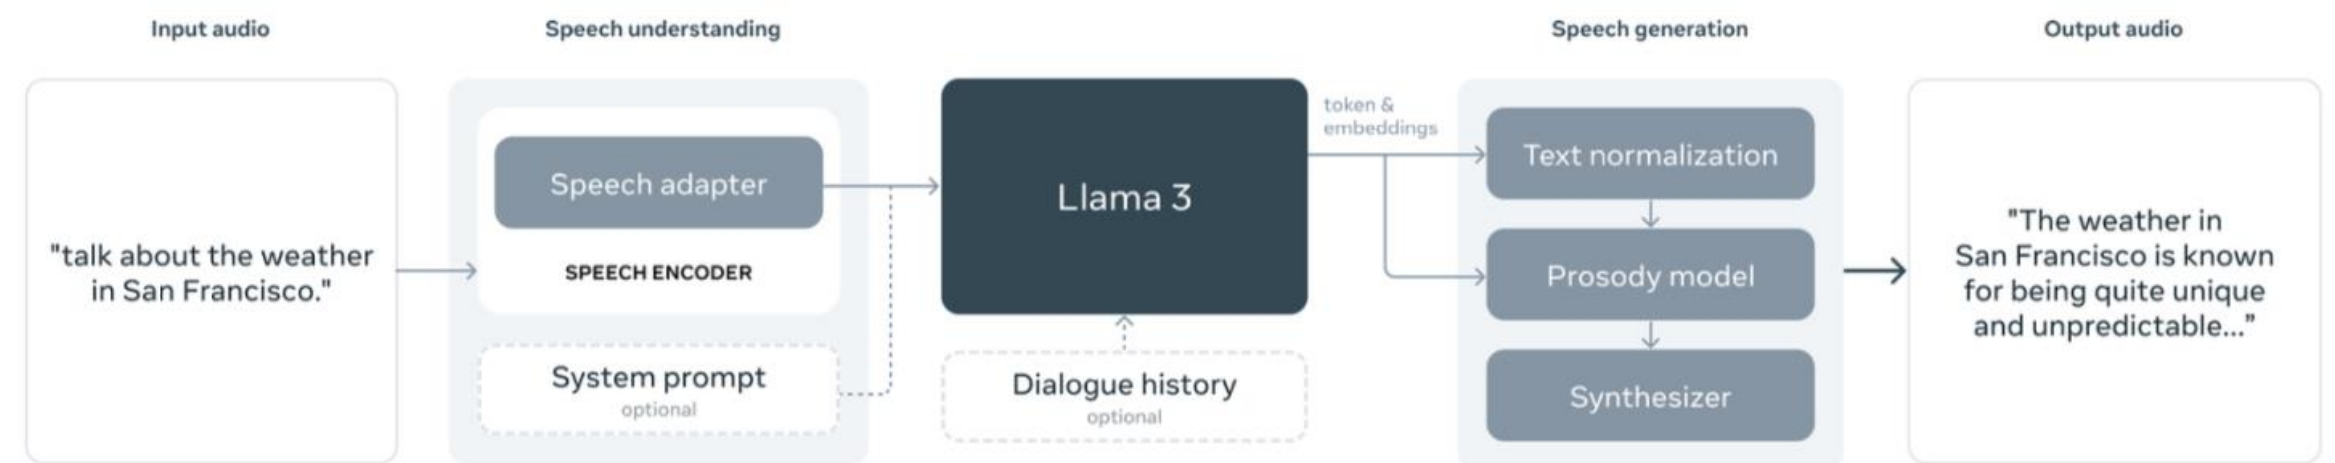 Input audio
Speech understanding
Speech generation
Output audio
"talk about the weather
in San Francisco."
Speech adapter
SPEECH ENCODER
System prompt
optional
Llama 3
Dialogue history
optional
token &
embeddings
Text normalization
Prosody model
Synthesizer
"The weather in
San Francisco is known
for being quite unique
and unpredictable..."